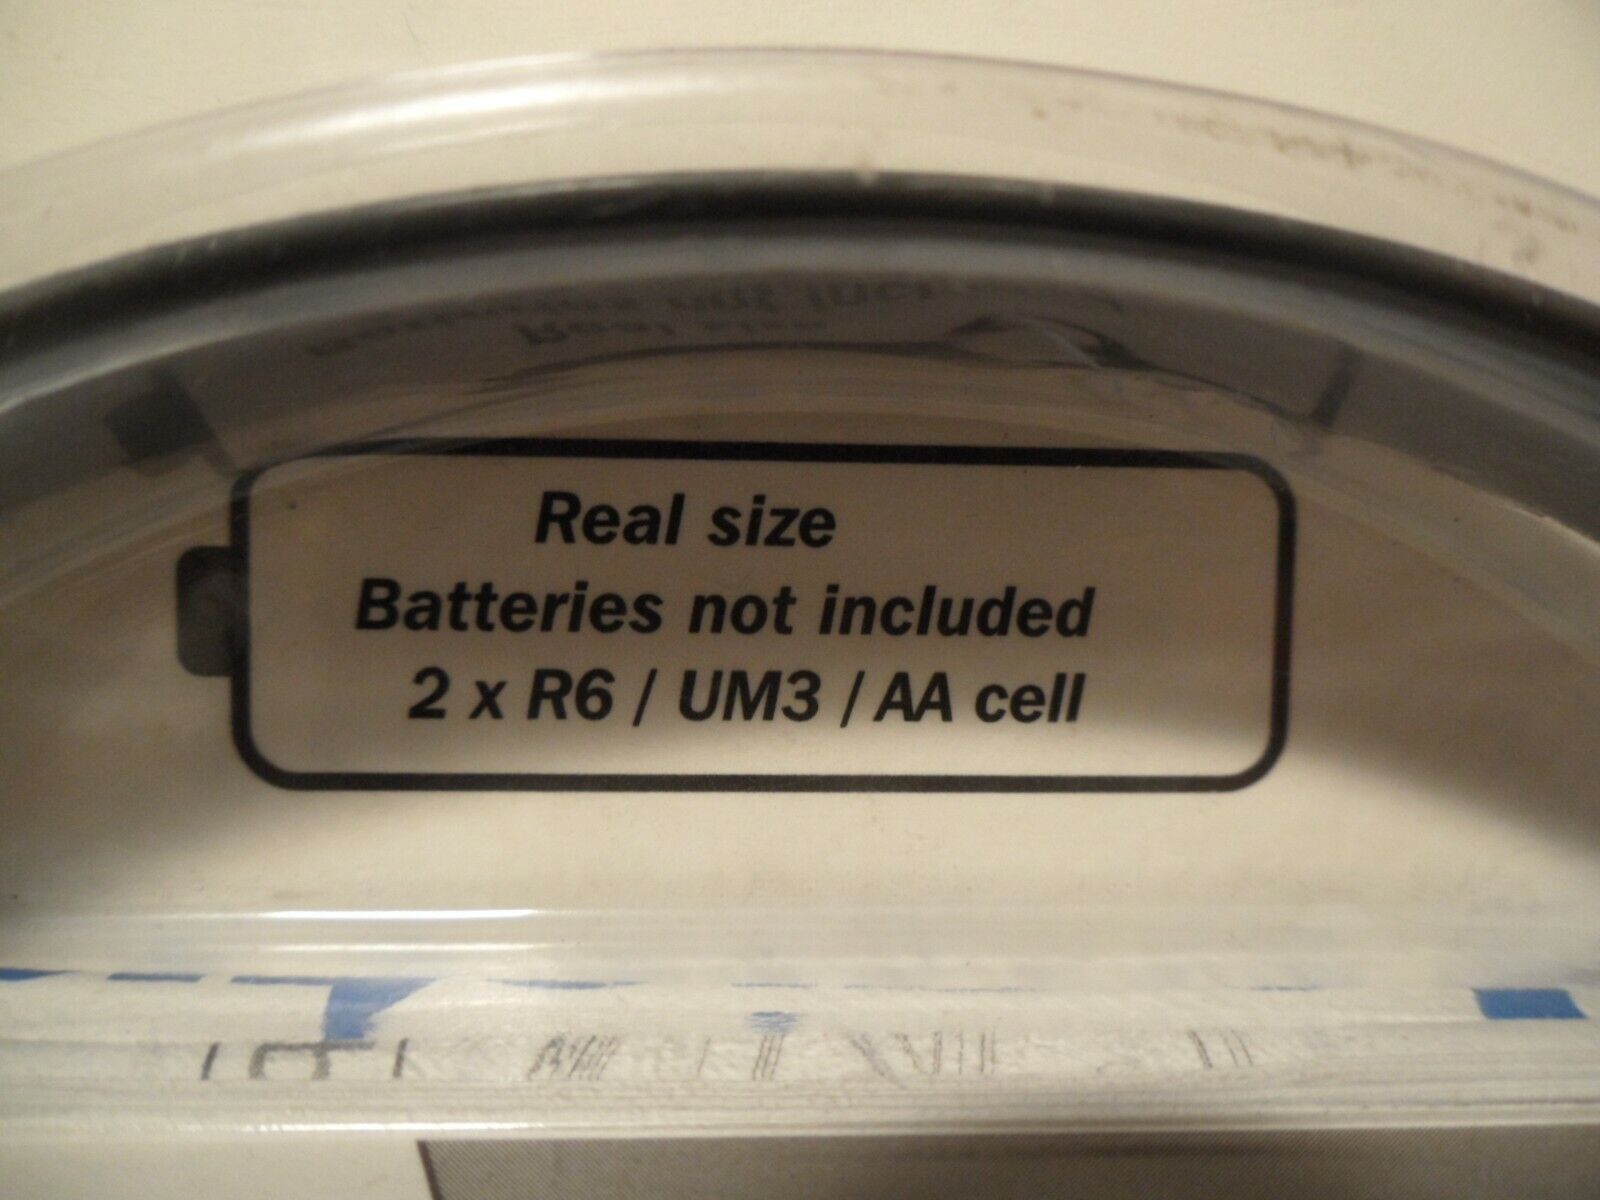 Real size
Batteries not included
2 x R6 / UM3 / AA cell